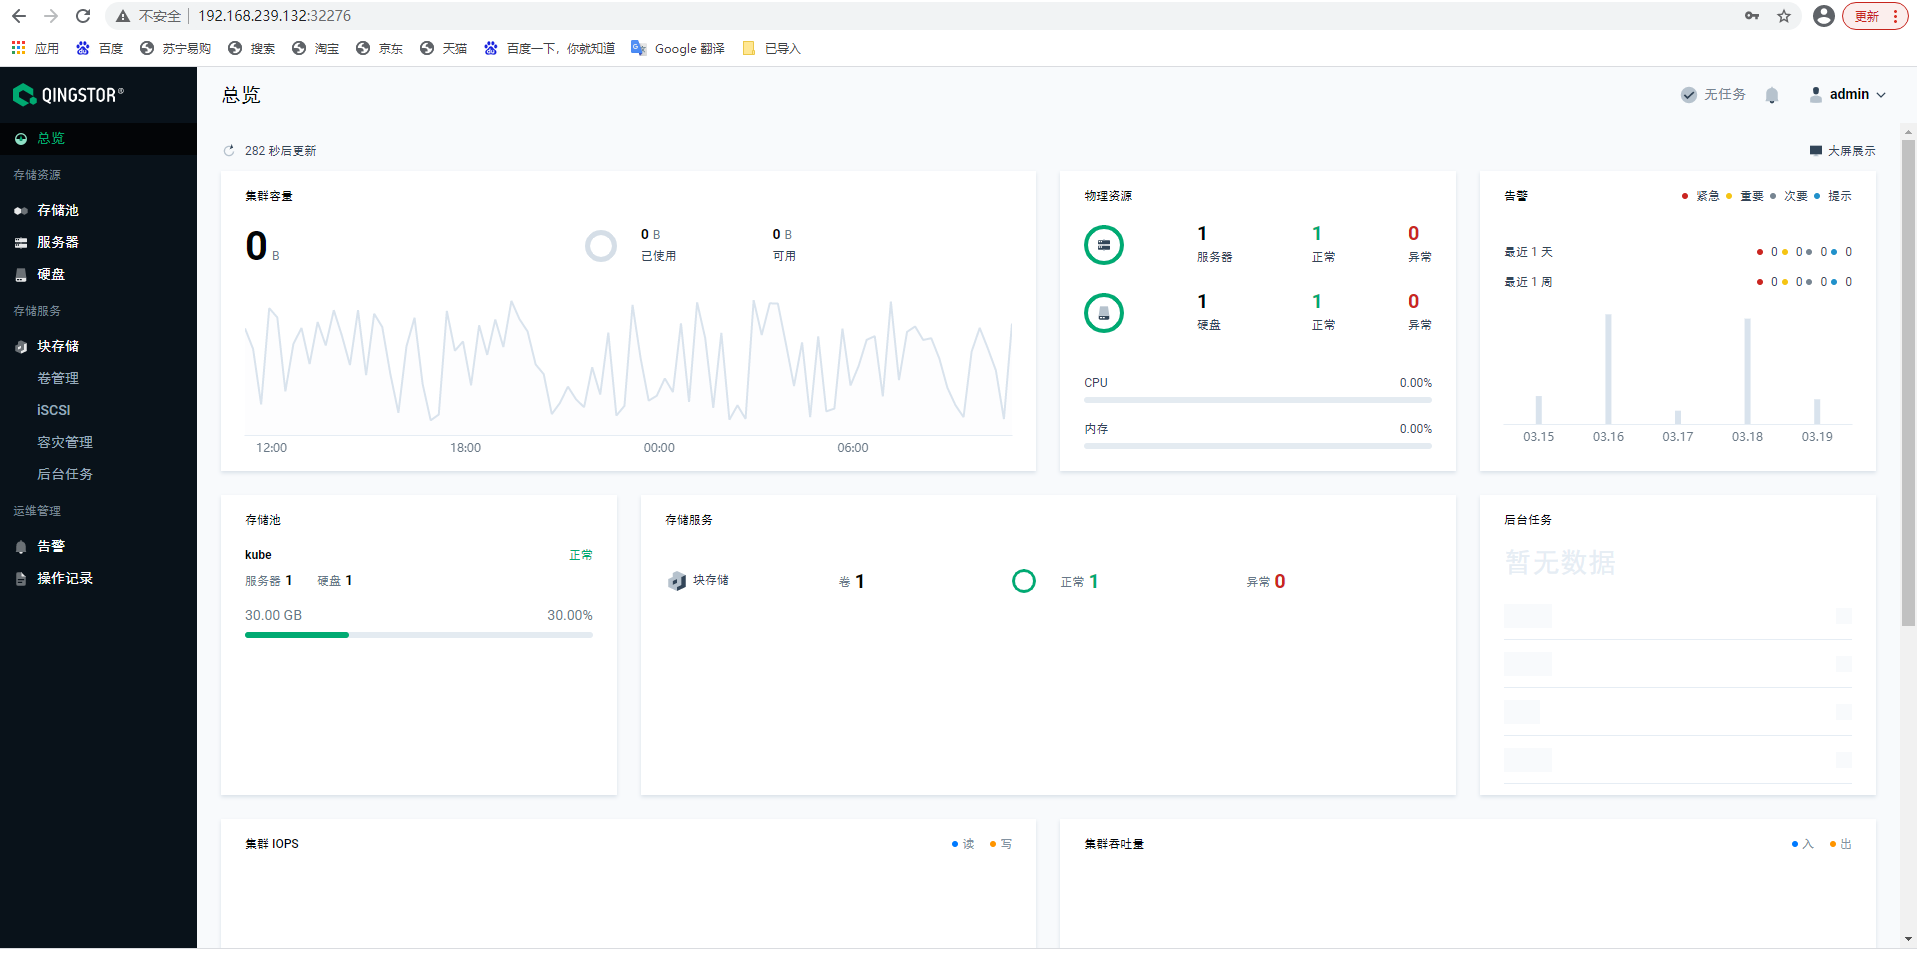 不安全 192.168.239.132:32276 更新
应用 百度 苏宁易购 搜索 淘宝 京东 天猫 百度一下，你就知道 Google 翻译 已导入
QINGSTOR®
总览
存储资源
存储池
服务器
硬盘
存储服务
块存储
卷管理
iSCSI
容灾管理
后台任务
运维管理
告警
操作记录
总览
无任务 admin
282 秒后更新 大屏展示
集群容量
0 B
0 B
已使用
0 B
可用
12:00 18:00 00:00 06:00
物理资源
1 1 0
服务器 正常 异常
1 1 0
硬盘 正常 异常
CPU 0.00%
内存 0.00%
告警 紧急 重要 次要 提示
最近 1 天 0 0 0 0
最近 1 周 0 0 0 0
03.15 03.16 03.17 03.18 03.19
存储池
kube 正常
服务器 1 硬盘 1
30.00 GB 30.00%
存储服务
块存储 卷 1 正常 1 异常 0
后台任务
暂无数据
集群 IOPS 读 写
集群吞吐量 入 出